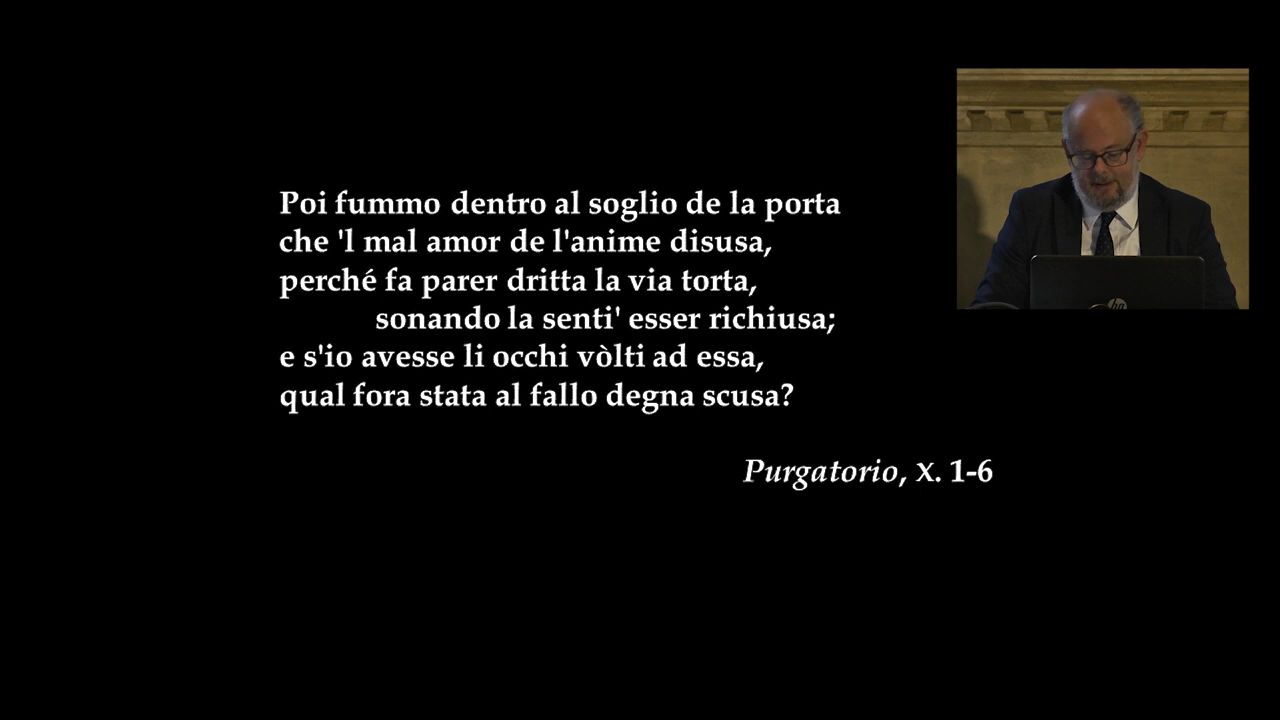 Poi fummo dentro al soglio de la porta
che 'l mal amor de l'anime disusa,
perché fa parer dritta la via torta,
sonando la senti' esser richiusa;
e s'io avesse li occhi vòlti ad essa,
qual fora stata al fallo degna scusa?
Purgatorio, X. 1-6
hp